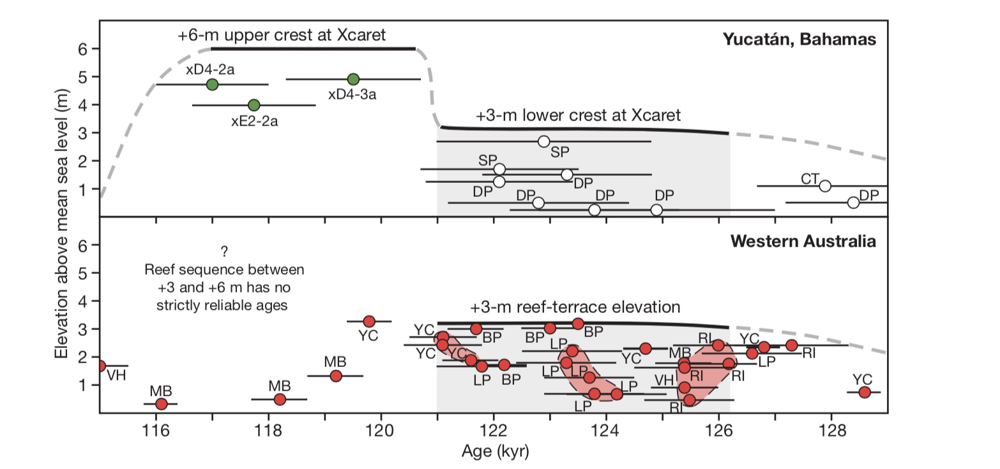 +6-m upper crest at Xcaret
Yucatán, Bahamas
6
xD4-2a
5
xD4-3a
4
xE2-2a
+3-m lower crest at Xcaret
3
SP
2
SP
DP
CT
1
DP
DP
DP
DP
DP
Elevation above mean sea level (m)
Western Australia
6
?
Reef sequence between
5
+3 and +6 m has no
strictly reliable ages
4
+3-m reef-terrace elevation
3
YC
YC
BP
BP
BP
YC
YC
LP
YC
RI
YC
RI
2
MB
LP
LP
LP
MB
RI
RI
VH
LP
BP
VH
1
MB
MB
LP
LP
RI
YC
116
118
120
122
124
126
128
Age (kyr)